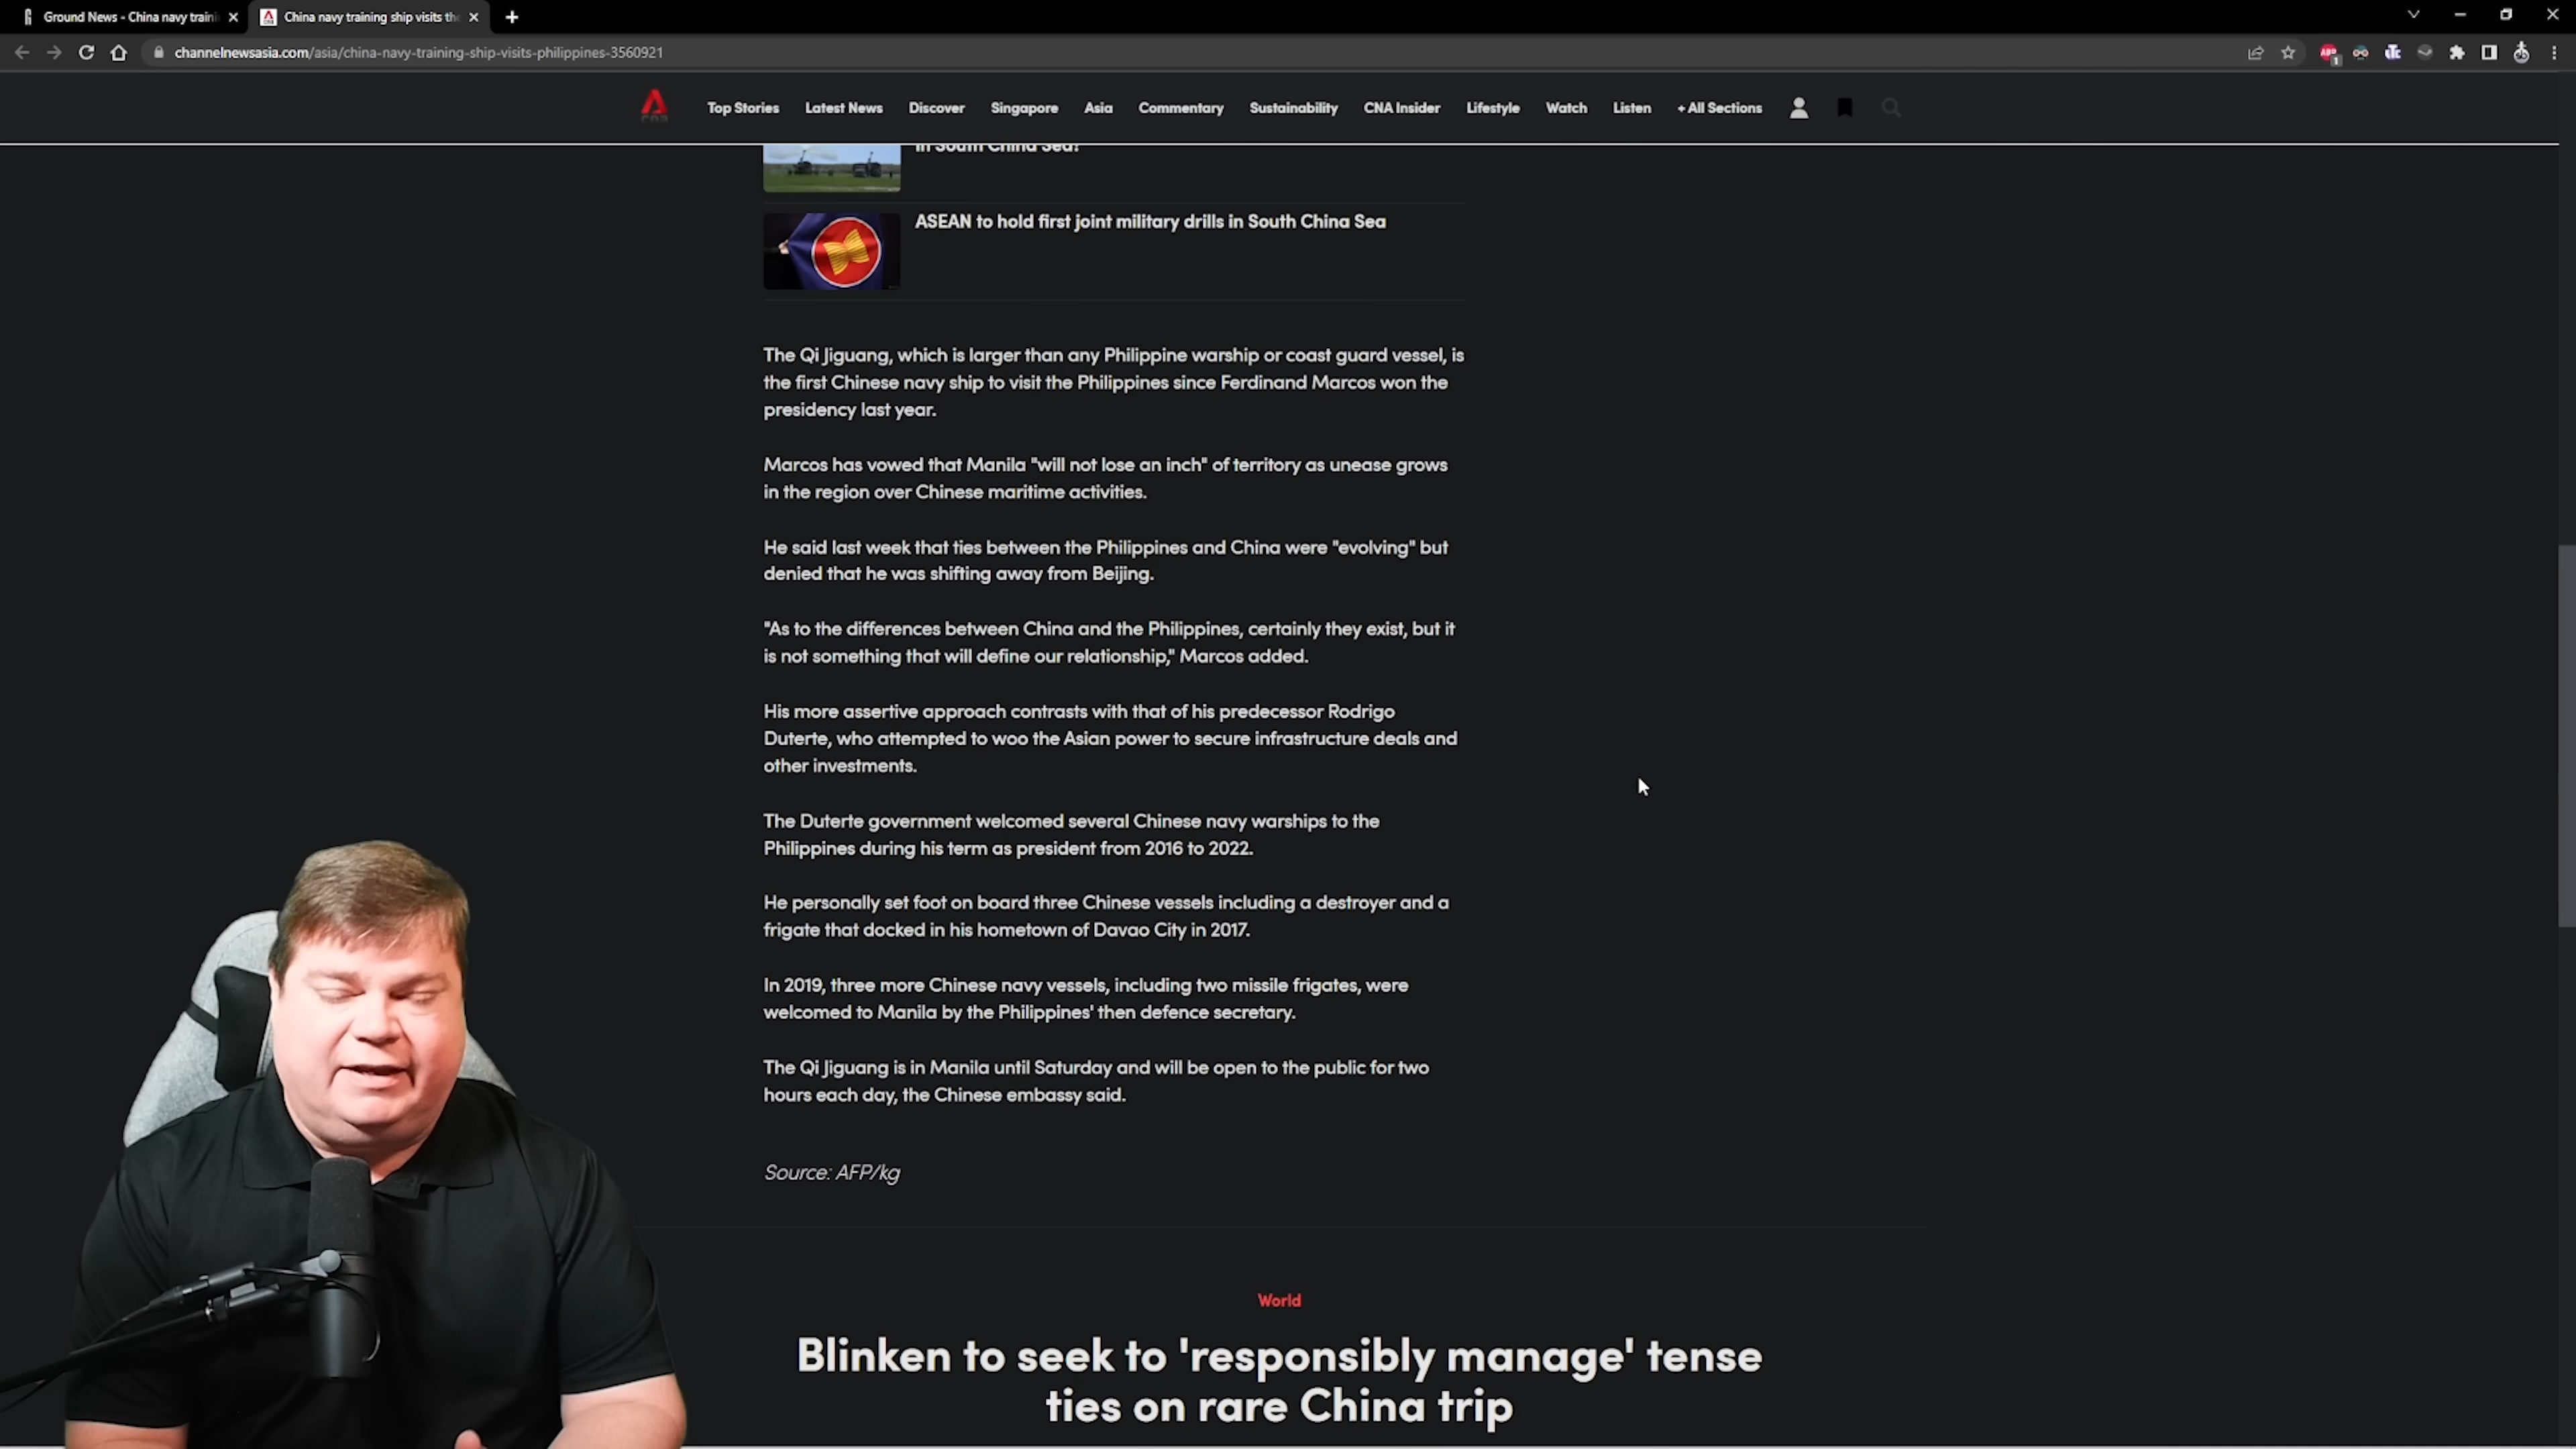 Ground News - China navy traini
China navy training ship visits the
channelnewsasia.com/asia/china-navy-training-ship-visits-philippines-3560921
ABP
1
CNA
Top Stories
Latest News
Discover
Singapore
Asia
Commentary
Sustainability
CNA Insider
Lifestyle
Watch
Listen
+ All Sections
in South China Sea?
ASEAN to hold first joint military drills in South China Sea
The Qi Jiguang, which is larger than any Philippine warship or coast guard vessel, is
the first Chinese navy ship to visit the Philippines since Ferdinand Marcos won the
presidency last year.
Marcos has vowed that Manila "will not lose an inch" of territory as unease grows
in the region over Chinese maritime activities.
He said last week that ties between the Philippines and China were "evolving" but
denied that he was shifting away from Beijing.
"As to the differences between China and the Philippines, certainly they exist, but it
is not something that will define our relationship," Marcos added.
His more assertive approach contrasts with that of his predecessor Rodrigo
Duterte, who attempted to woo the Asian power to secure infrastructure deals and
other investments.
The Duterte government welcomed several Chinese navy warships to the
Philippines during his term as president from 2016 to 2022.
He personally set foot on board three Chinese vessels including a destroyer and a
frigate that docked in his hometown of Davao City in 2017.
In 2019, three more Chinese navy vessels, including two missile frigates, were
welcomed to Manila by the Philippines' then defence secretary.
The Qi Jiguang is in Manila until Saturday and will be open to the public for two
hours each day, the Chinese embassy said.
Source: AFP/kg
World
Blinken to seek to 'responsibly manage' tense
ties on rare China trip